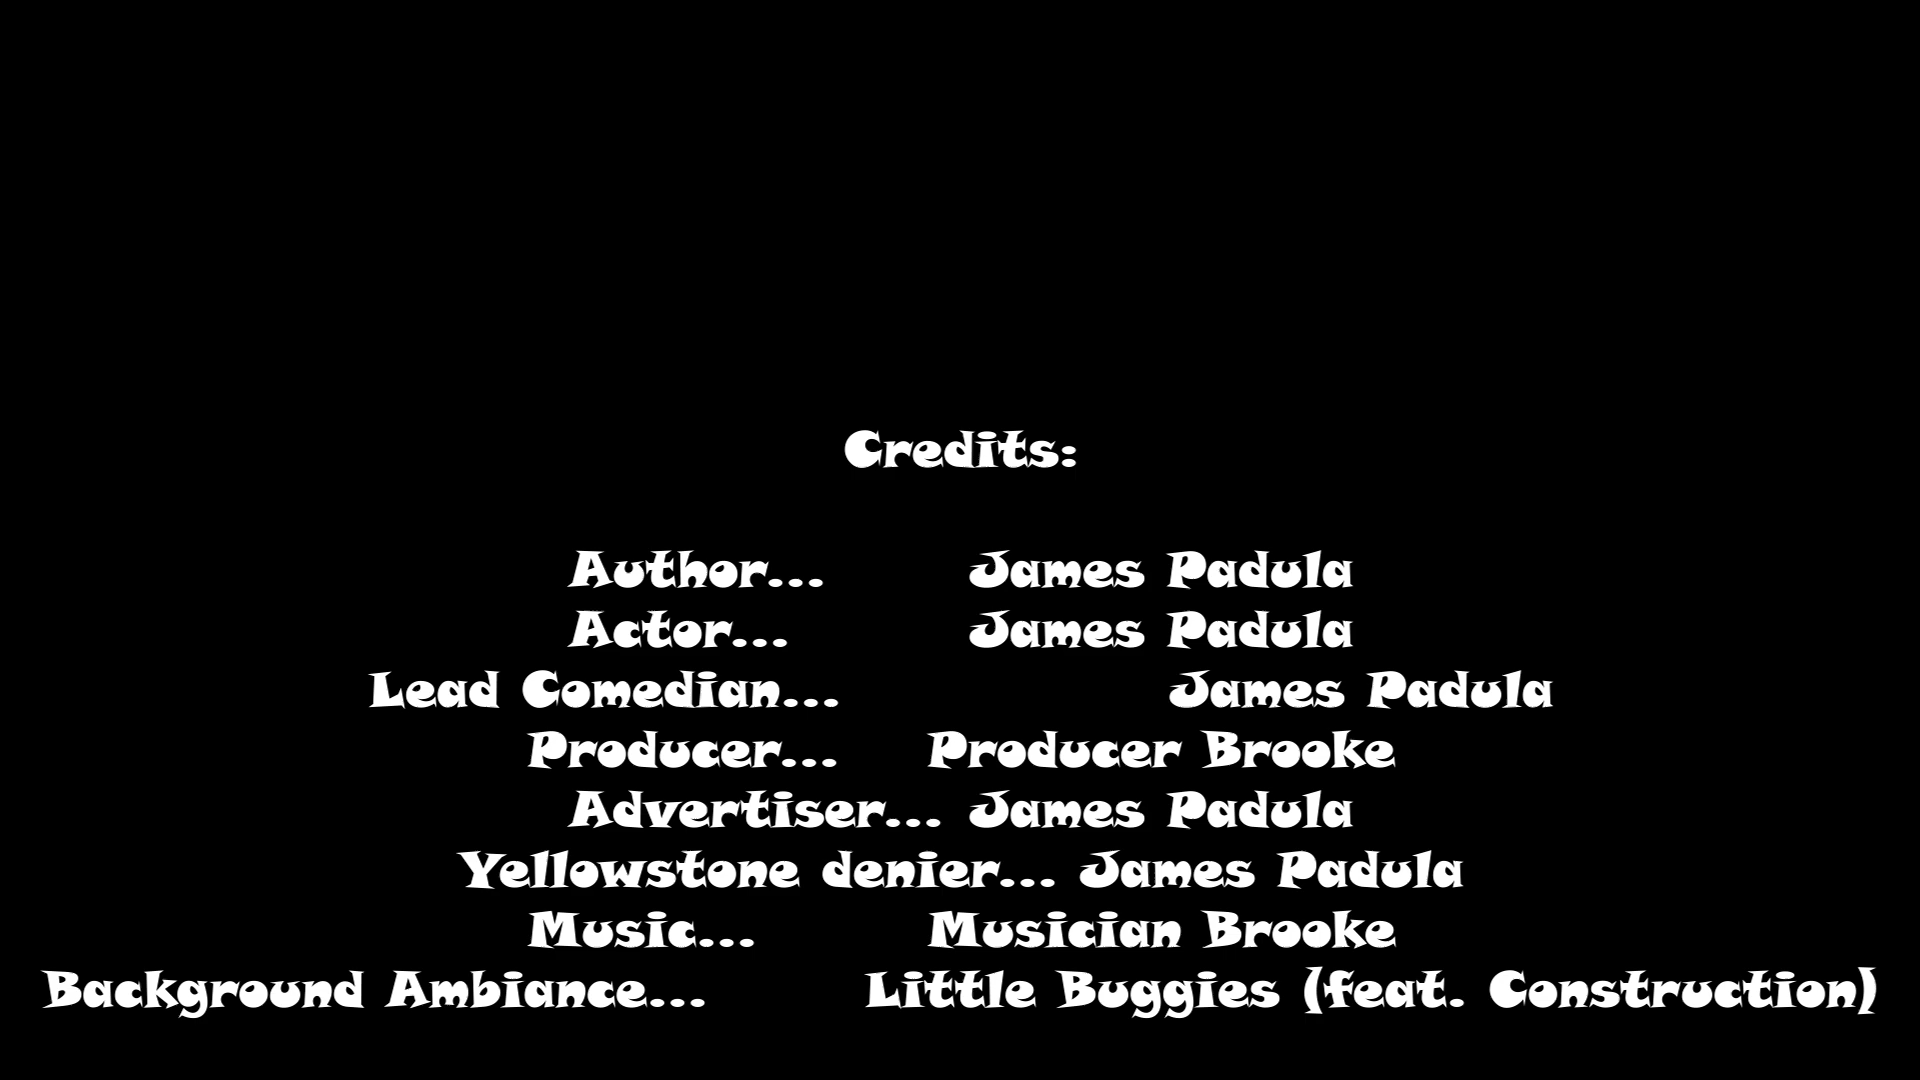 Credits:
Author... James Padula
Actor... James Padula
Lead Comedian... James Padula
Producer... Producer Brooke
Advertiser... James Padula
Yellowstone denier... James Padula
Music... Musician Brooke
Background Ambiance... Little Buggies (feat. Construction)